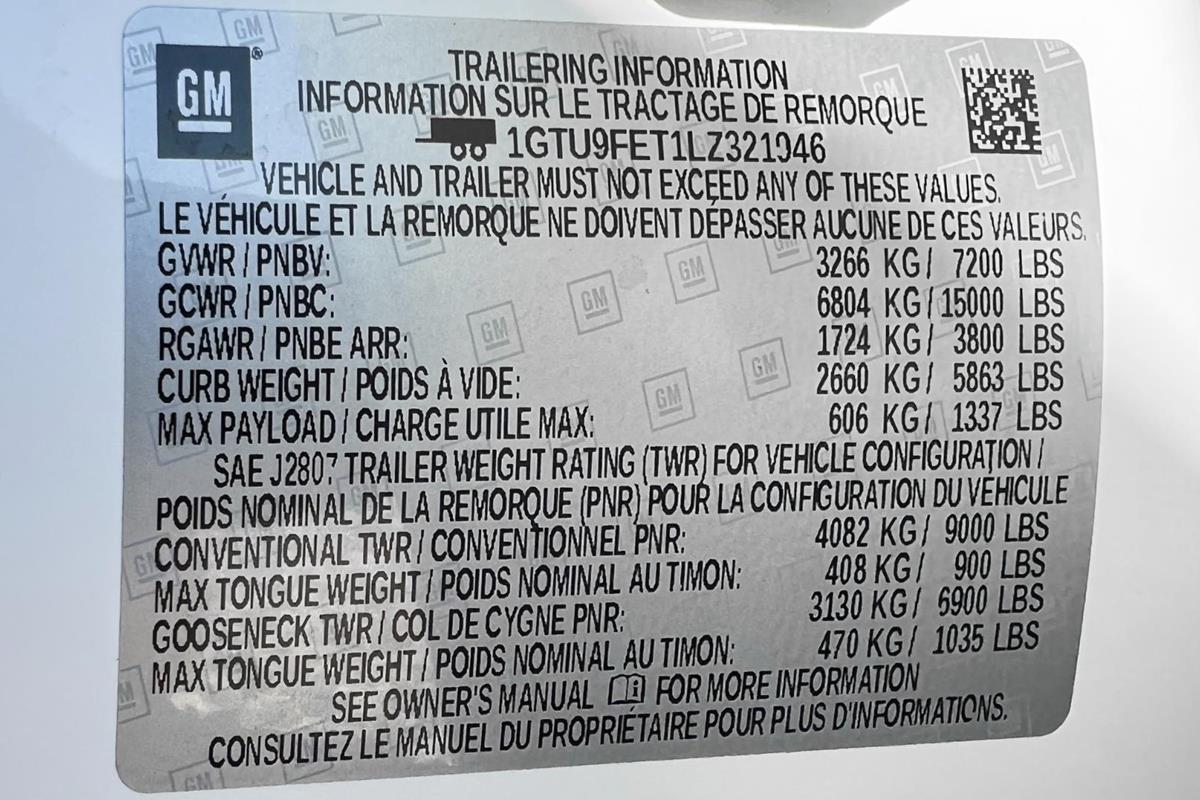 GM®
TRAILERING INFORMATION
INFORMATION SUR LE TRACTAGE DE REMORQUE
1GTU9FET1LZ321946
VEHICLE AND TRAILER MUST NOT EXCEED ANY OF THESE VALUES.
LE VÉHICULE ET LA REMORQUE NE DOIVENT DÉPASSER AUCUNE DE CES VALEURS.
GVWR / PNBV: 3266 KG / 7200 LBS
GCWR / PNBC: 6804 KG / 15000 LBS
RGAWR / PNBE ARR: 1724 KG / 3800 LBS
CURB WEIGHT / POIDS À VIDE: 2660 KG / 5863 LBS
MAX PAYLOAD / CHARGE UTILE MAX: 606 KG / 1337 LBS
SAE J2807 TRAILER WEIGHT RATING (TWR) FOR VEHICLE CONFIGURATION /
POIDS NOMINAL DE LA REMORQUE (PNR) POUR LA CONFIGURATION DU VÉHICULE
CONVENTIONAL TWR / CONVENTIONNEL PNR: 4082 KG / 9000 LBS
MAX TONGUE WEIGHT / POIDS NOMINAL AU TIMON: 408 KG / 900 LBS
GOOSENECK TWR / COL DE CYGNE PNR: 3130 KG / 6900 LBS
MAX TONGUE WEIGHT / POIDS NOMINAL AU TIMON: 470 KG / 1035 LBS
SEE OWNER'S MANUAL FOR MORE INFORMATION
CONSULTEZ LE MANUEL DU PROPRIÉTAIRE POUR PLUS D'INFORMATIONS.